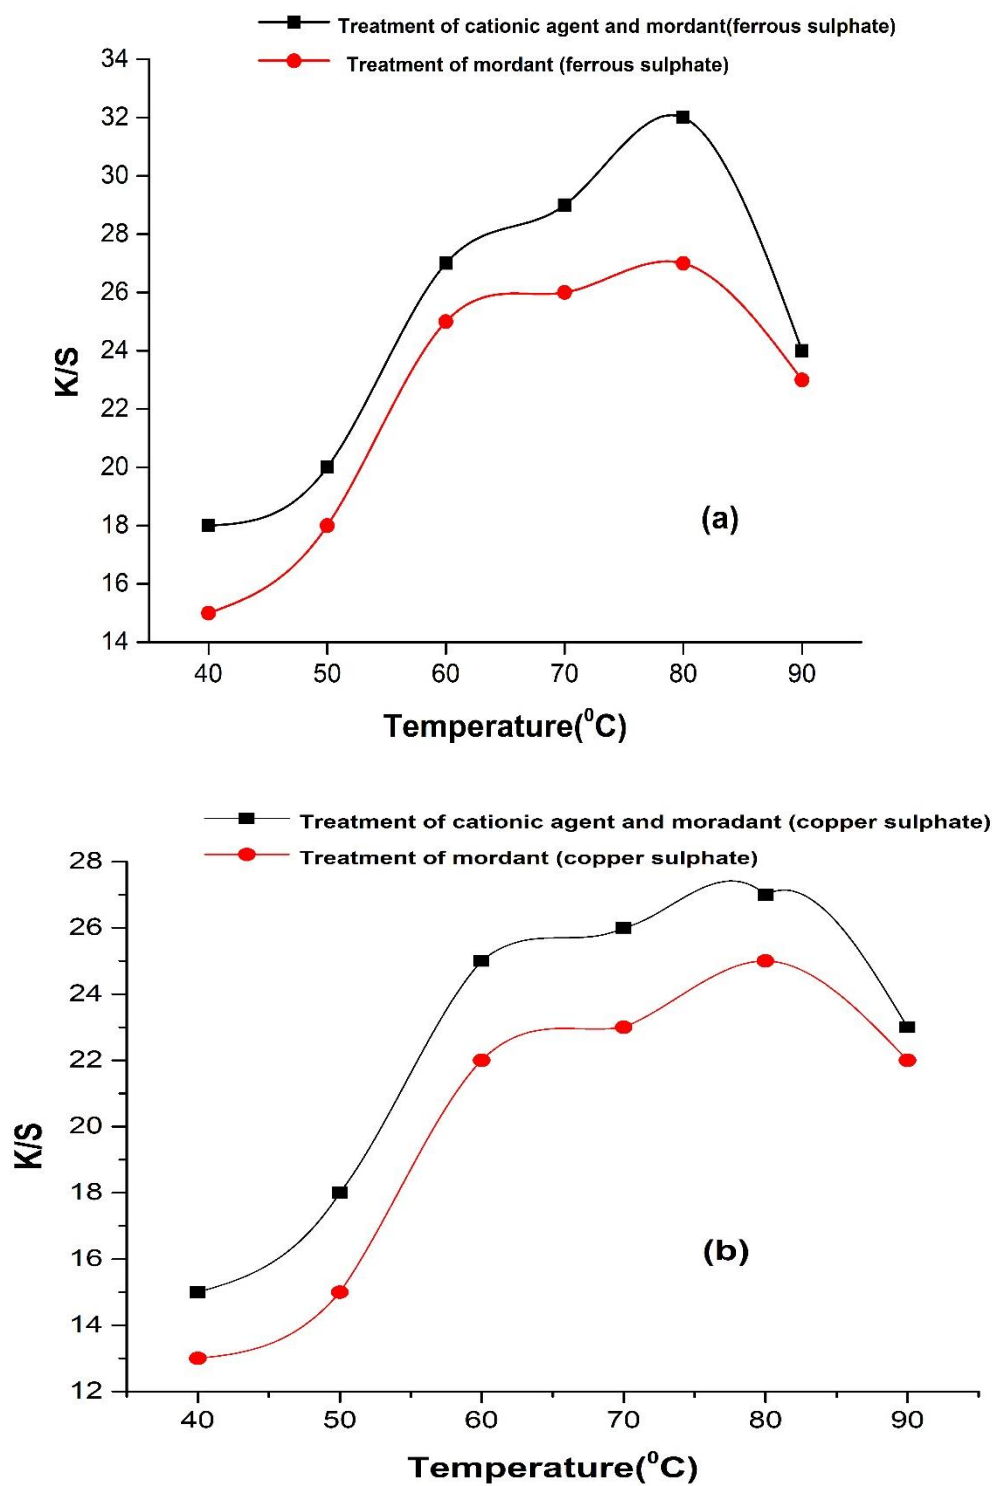 Treatment of cationic agent and mordant(ferrous sulphate)
Treatment of mordant (ferrous sulphate)
34
32
30
28
26
24
22
20
18
16
14
K/S
(a)
40 50 60 70 80 90
Temperature(⁰C)
Treatment of cationic agent and moradant (copper sulphate)
Treatment of mordant (copper sulphate)
28
26
24
22
20
18
16
14
12
K/S
(b)
40 50 60 70 80 90
Temperature(⁰C)